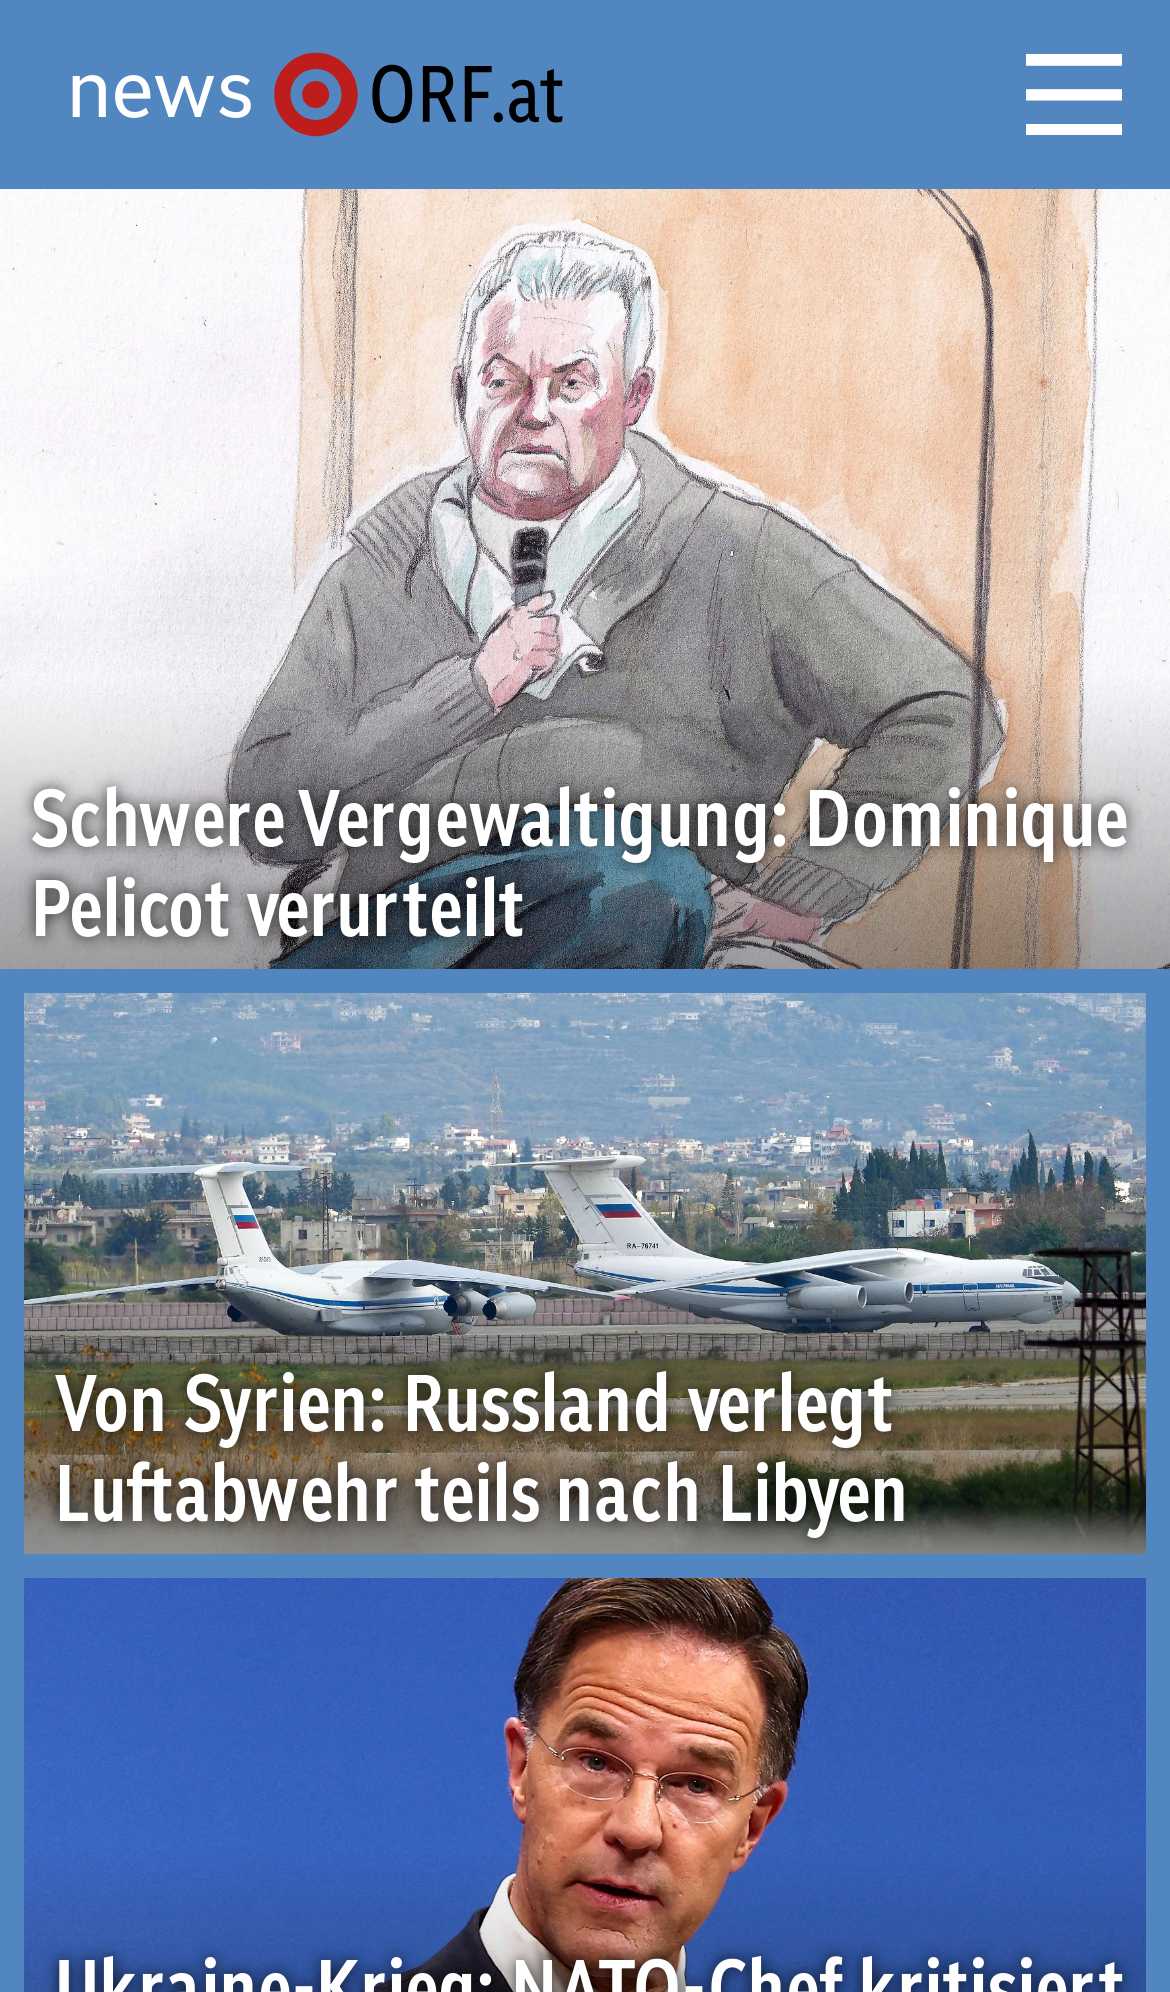 news ORF.at
Schwere Vergewaltigung: Dominique
Pelicot verurteilt
RA-76741
Von Syrien: Russland verlegt
Luftabwehr teils nach Libyen
Ukraine-Krieg: NATO-Chef kritisiert